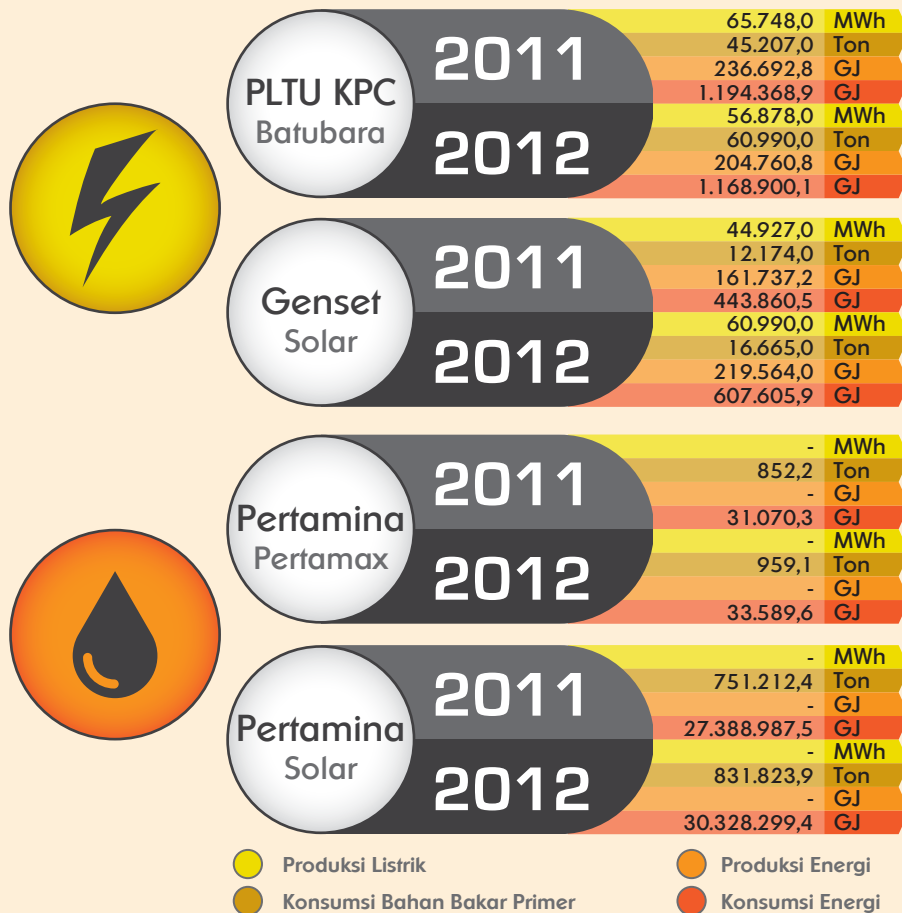 PLTU KPC
Batubara
2011
65.748,0 MWh
45.207,0 Ton
236.692,8 GJ
1.194.368,9 GJ
2012
56.878,0 MWh
60.990,0 Ton
204.760,8 GJ
1.168.900,1 GJ
Genset
Solar
2011
44.927,0 MWh
12.174,0 Ton
161.737,2 GJ
443.860,5 GJ
2012
60.990,0 MWh
16.665,0 Ton
219.564,0 GJ
607.605,9 GJ
Pertamina
Pertamax
2011
- MWh
852,2 Ton
- GJ
31.070,3 GJ
2012
- MWh
959,1 Ton
- GJ
33.589,6 GJ
Pertamina
Solar
2011
- MWh
751.212,4 Ton
- GJ
27.388.987,5 GJ
2012
- MWh
831.823,9 Ton
- GJ
30.328.299,4 GJ
Produksi Listrik
Produksi Energi
Konsumsi Bahan Bakar Primer
Konsumsi Energi